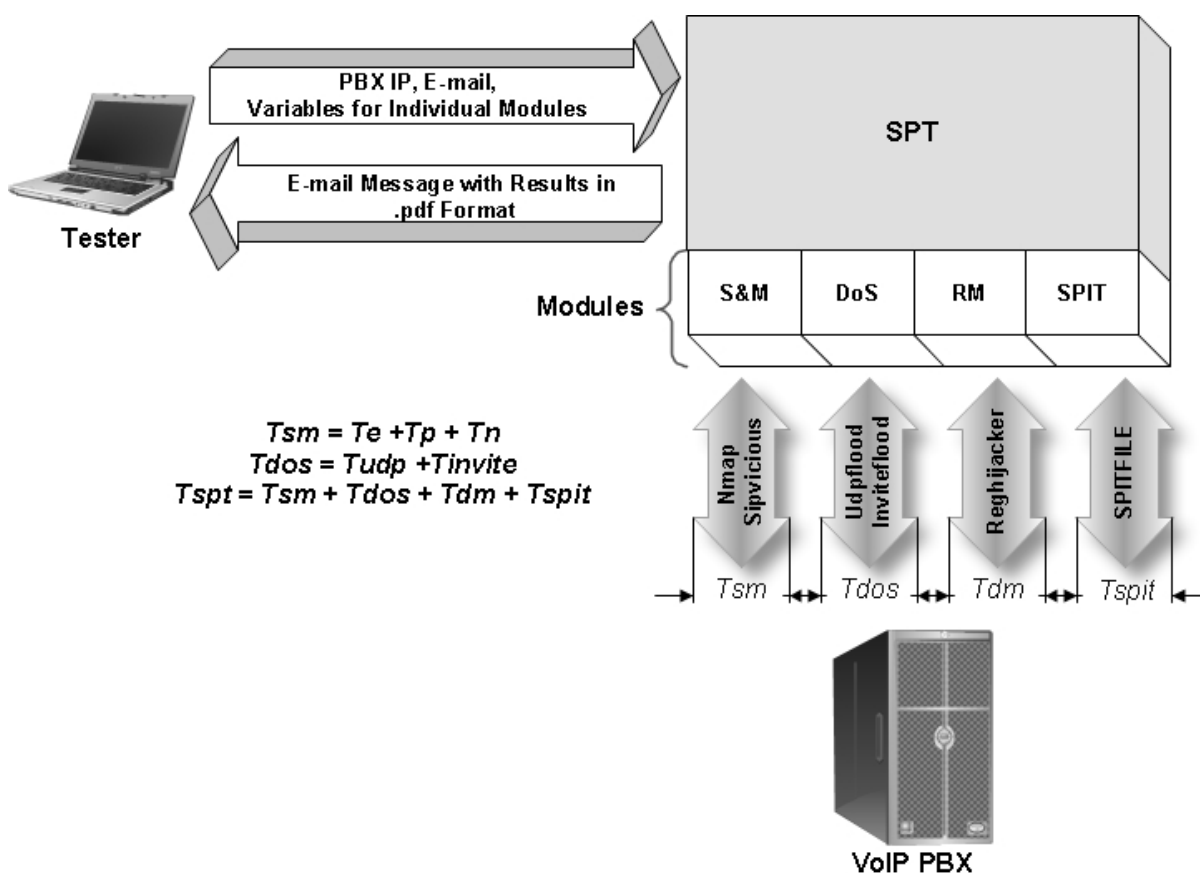 PBX IP, E-mail,
Variables for Individual Modules
SPT
E-mail Message with Results in
.pdf Format
Tester
Modules
S&M
DoS
RM
SPIT
Tsm = Te +Tp + Tn
Tdos = Tudp +Tinvite
Tspt = Tsm + Tdos + Tdm + Tspit
Nmap
Sipvicious
Udpflood
Inviteflood
Reghijacker
SPITFILE
Tsm
Tdos
Tdm
Tspit
VoIP PBX